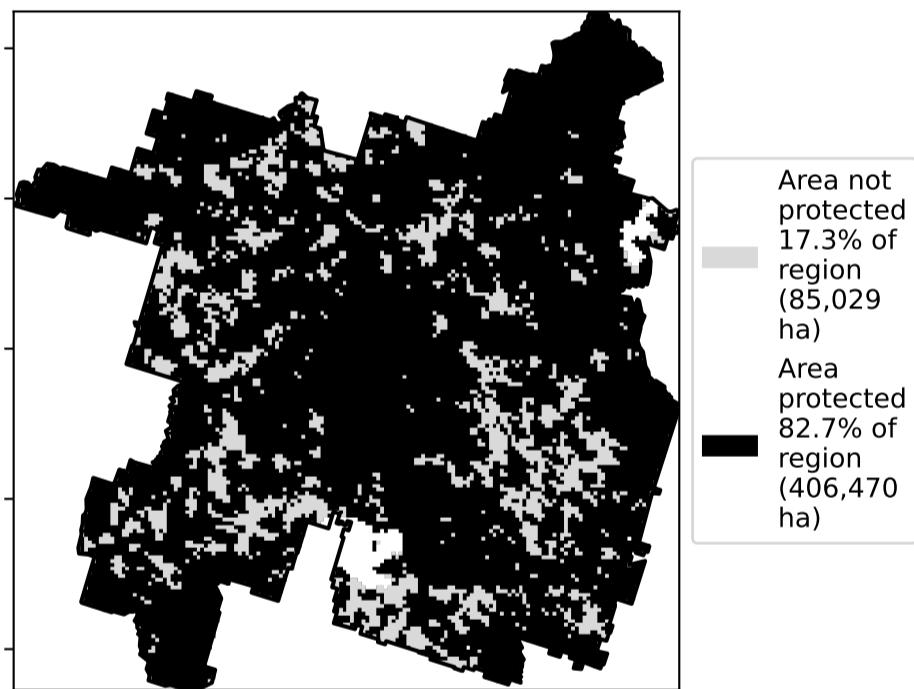 Area not
protected
17.3% of
region
(85,029
ha)
Area
protected
82.7% of
region
(406,470
ha)